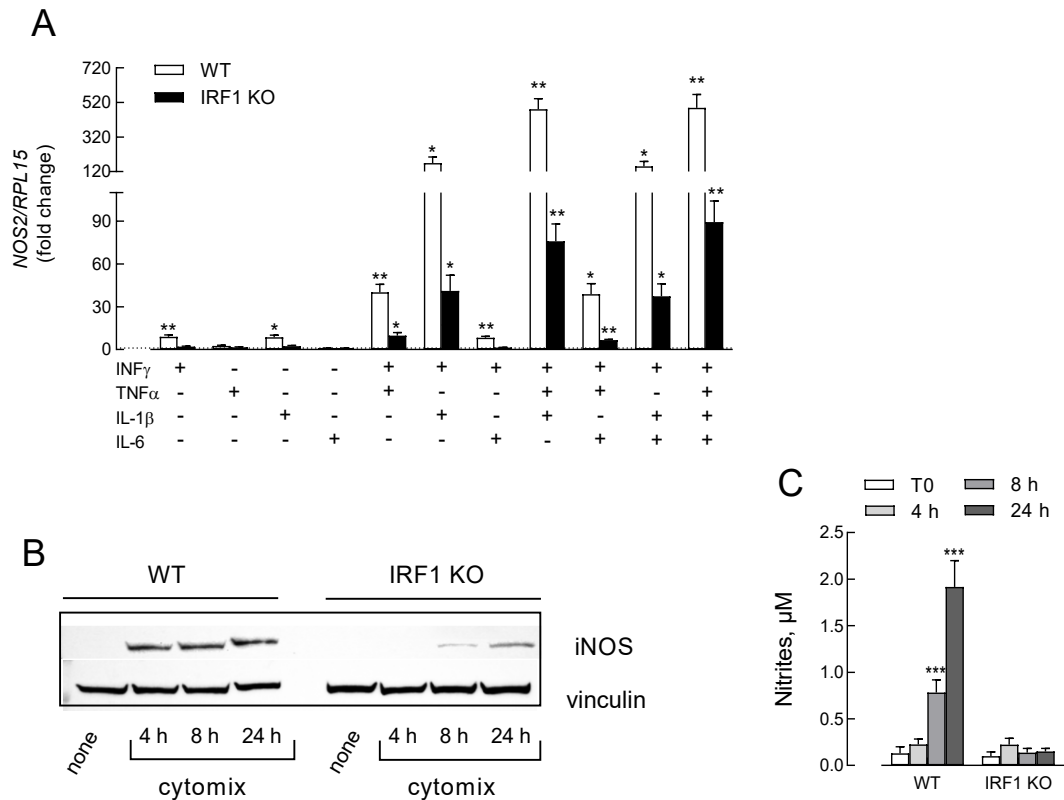 A
720
520
320
120
90
60
30
0
NOS2/RPL15
(fold change)
WT
IRF1 KO
** * ** * * * ** ** ** * ** * * ** **
INFγ + - - - + + + + + + +
TNFα - + - - + - - + + - +
IL-1β - - + - - + - + - + +
IL-6 - - - + - - + - + + +
B
WT
IRF1 KO
iNOS
vinculin
none
4 h 8 h 24 h
cytomix
none
4 h 8 h 24 h
cytomix
C
T0
8 h
4 h
24 h
2.5
2.0
1.5
1.0
0.5
0.0
Nitrites, µM
***
***
WT
IRF1 KO